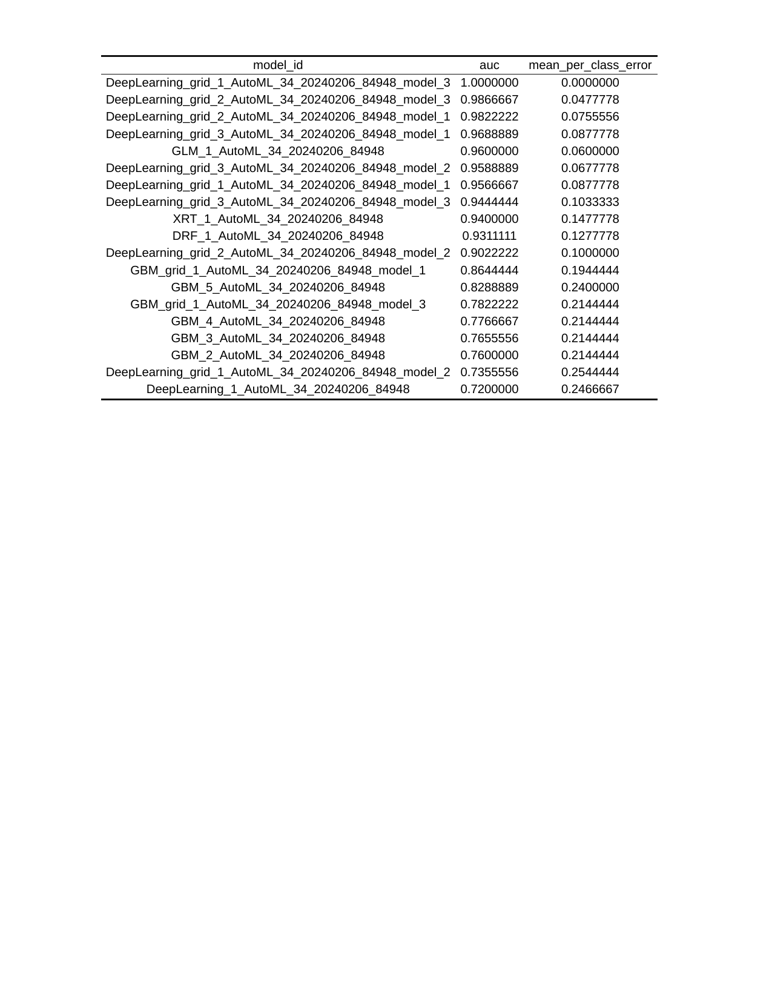 model_id auc mean_per_class_error
DeepLearning_grid_1_AutoML_34_20240206_84948_model_3 1.0000000 0.0000000
DeepLearning_grid_2_AutoML_34_20240206_84948_model_3 0.9866667 0.0477778
DeepLearning_grid_2_AutoML_34_20240206_84948_model_1 0.9822222 0.0755556
DeepLearning_grid_3_AutoML_34_20240206_84948_model_1 0.9688889 0.0877778
GLM_1_AutoML_34_20240206_84948 0.9600000 0.0600000
DeepLearning_grid_3_AutoML_34_20240206_84948_model_2 0.9588889 0.0677778
DeepLearning_grid_1_AutoML_34_20240206_84948_model_1 0.9566667 0.0877778
DeepLearning_grid_3_AutoML_34_20240206_84948_model_3 0.9444444 0.1033333
XRT_1_AutoML_34_20240206_84948 0.9400000 0.1477778
DRF_1_AutoML_34_20240206_84948 0.9311111 0.1277778
DeepLearning_grid_2_AutoML_34_20240206_84948_model_2 0.9022222 0.1000000
GBM_grid_1_AutoML_34_20240206_84948_model_1 0.8644444 0.1944444
GBM_5_AutoML_34_20240206_84948 0.8288889 0.2400000
GBM_grid_1_AutoML_34_20240206_84948_model_3 0.7822222 0.2144444
GBM_4_AutoML_34_20240206_84948 0.7766667 0.2144444
GBM_3_AutoML_34_20240206_84948 0.7655556 0.2144444
GBM_2_AutoML_34_20240206_84948 0.7600000 0.2144444
DeepLearning_grid_1_AutoML_34_20240206_84948_model_2 0.7355556 0.2544444
DeepLearning_1_AutoML_34_20240206_84948 0.7200000 0.2466667